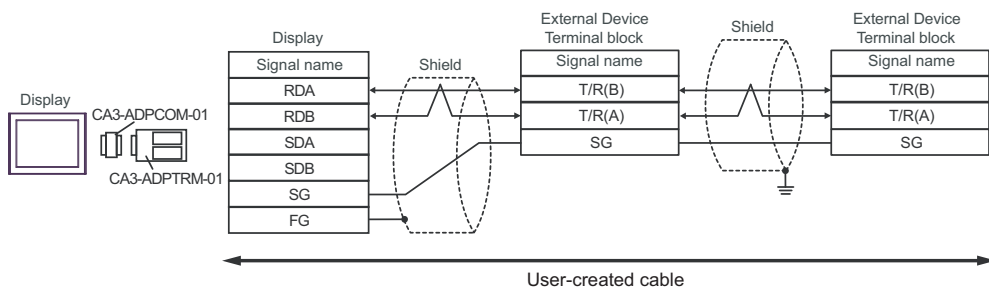 Display
CA3-ADPCOM-01
CA3-ADPTRM-01
Display
Signal name
RDA
RDB
SDA
SDB
SG
FG
Shield
External Device
Terminal block
Signal name
T/R(B)
T/R(A)
SG
Shield
External Device
Terminal block
Signal name
T/R(B)
T/R(A)
SG
User-created cable